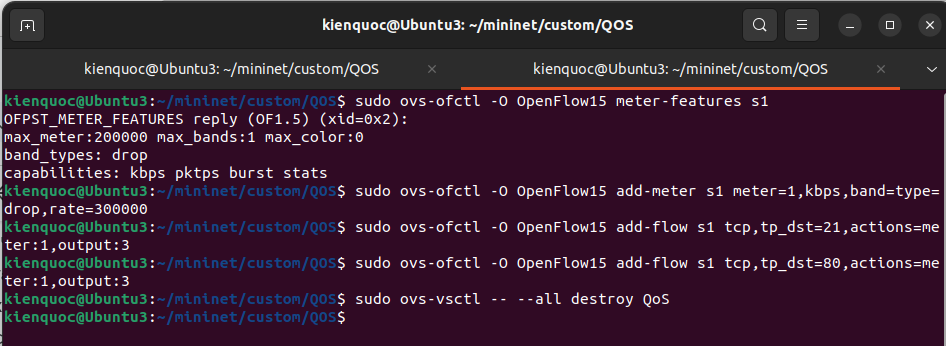 kienquoc@Ubuntu3: ~/mininet/custom/QOS
kienquoc@Ubuntu3: ~/mininet/custom/QOS
kienquoc@Ubuntu3: ~/mininet/custom/QOS
kienquoc@Ubuntu3:~/mininet/custom/QOS$ sudo ovs-ofctl -O OpenFlow15 meter-features s1
OFPST_METER_FEATURES reply (OF1.5) (xid=0x2):
max_meter:200000 max_bands:1 max_color:0
band_types: drop
capabilities: kbps pktps burst stats
kienquoc@Ubuntu3:~/mininet/custom/QOS$ sudo ovs-ofctl -O OpenFlow15 add-meter s1 meter=1,kbps,band=type=
drop,rate=300000
kienquoc@Ubuntu3:~/mininet/custom/QOS$ sudo ovs-ofctl -O OpenFlow15 add-flow s1 tcp,tp_dst=21,actions=me
ter:1,output:3
kienquoc@Ubuntu3:~/mininet/custom/QOS$ sudo ovs-ofctl -O OpenFlow15 add-flow s1 tcp,tp_dst=80,actions=me
ter:1,output:3
kienquoc@Ubuntu3:~/mininet/custom/QOS$ sudo ovs-vsctl -- --all destroy QoS
kienquoc@Ubuntu3:~/mininet/custom/QOS$